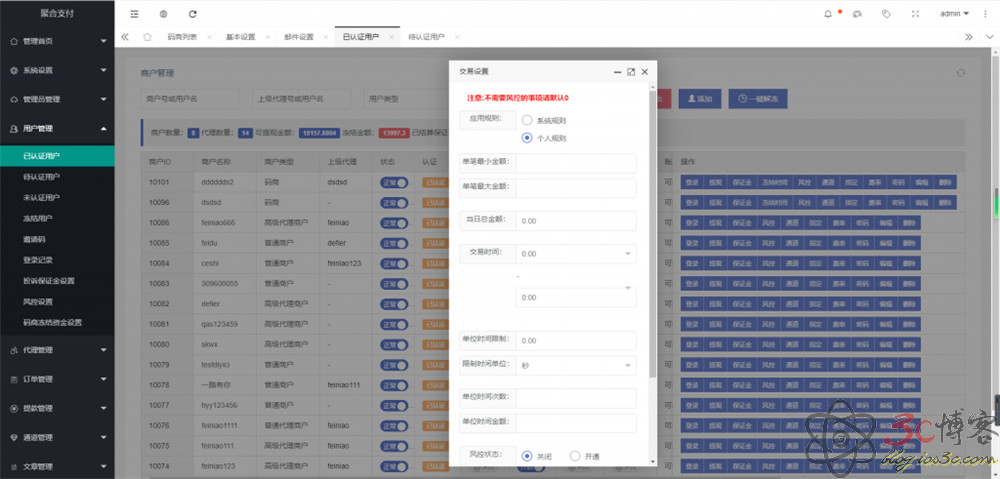 聚合支付
admin
码商列表 基本设置 邮件设置 已认证用户 待认证用户
管理首页
系统设置
管理员管理
用户管理
已认证用户
待认证用户
未认证用户
冻结用户
邀请码
登录记录
投诉保证金设置
风控设置
码商冻结资金设置
代理管理
订单管理
提款管理
通道管理
文章管理
商户管理
商户号或用户名 上级代理号或用户名 用户类型 添加 一键解冻
商户数量: 8 代理数量: 14 可提现金额: 18157.8804 冻结金额: 13097.3 已结算保证
商户ID 商户名称 商户类型 上级代理 状态 认证 操作
10101 dddddds2 码商 dsdsd 正常 已认证 可 登录 提现 保证金 冻结时间 风控 通道 指定 费率 密码 编辑 删除
10096 dsdsd 码商 - 正常 已认证 可 登录 提现 保证金 冻结时间 风控 通道 指定 费率 密码 编辑 删除
10086 feiniao666 高级代理商户 feiniao 正常 已认证 可 登录 提现 保证金 风控 通道 指定 费率 密码 编辑 删除
10085 feidu 普通商户 defier 正常 已认证 可 登录 提现 保证金 风控 通道 指定 费率 密码 编辑 删除
10084 ceshi 普通商户 feiniao123 正常 已认证 可 登录 提现 保证金 风控 通道 指定 费率 密码 编辑 删除
10083 309600055 普通商户 - 正常 已认证 可 登录 提现 保证金 风控 通道 指定 费率 密码 编辑 删除
10082 defier 高级代理商户 - 正常 已认证 可 登录 提现 保证金 风控 通道 指定 费率 密码 编辑 删除
10081 qas123459 高级代理商户 - 正常 已认证 可 登录 提现 保证金 风控 通道 指定 费率 密码 编辑 删除
10080 skwx 高级代理商户 - 正常 已认证 可 登录 提现 保证金 风控 通道 指定 费率 密码 编辑 删除
10079 testdiyici 普通商户 - 正常 已认证 可 登录 提现 保证金 风控 通道 指定 费率 密码 编辑 删除
10078 一路有你 普通商户 feiniao111 正常 已认证 可 登录 提现 保证金 风控 通道 指定 费率 密码 编辑 删除
10077 hyy123456 普通商户 - 正常 已认证 可 登录 提现 保证金 风控 通道 指定 费率 密码 编辑 删除
10076 feiniao1111 普通代理商户 feiniao 正常 已认证 可 登录 提现 保证金 风控 通道 指定 费率 密码 编辑
10075 feiniao111 高级代理商户 feiniao 正常 已认证 可 登录 提现 保证金 风控 通道 指定 费率 密码 编辑
10074 feiniao123 高级代理商户 feiniao 正常 已认证 可 登录 提现 保证金 风控 通道 指定 费率 密码 编辑
交易设置
注意:不需要风控的事项请默认0
应用规则: 系统规则
个人规则
单笔最小金额:
单笔最大金额:
当日总金额: 0.00
交易时间: 0:00
-
0:00
单位时间限制: 0.00
限制时间单位: 秒
单位时间次数:
单位时间金额:
风控状态: 关闭 开通
3c博客
blog.ios3c.com